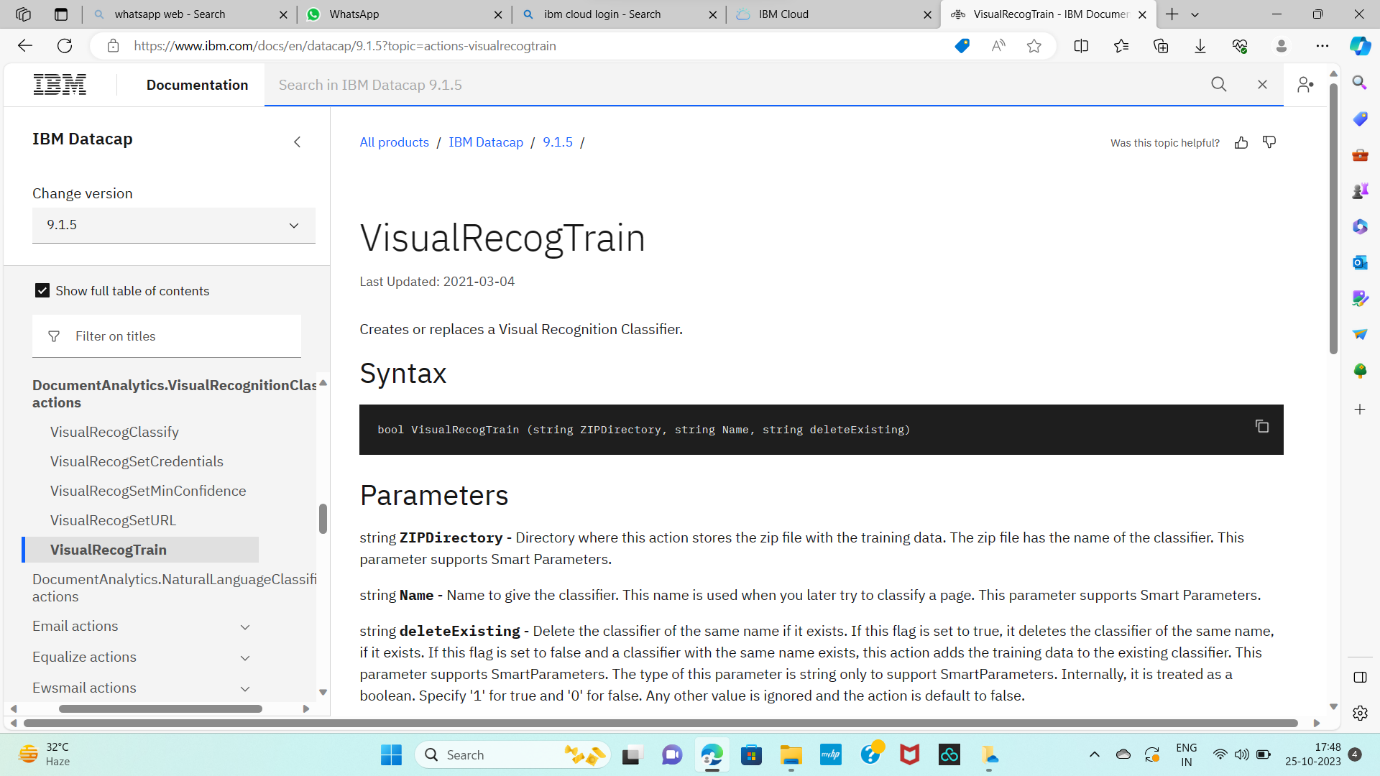 whatsapp web - Search
WhatsApp
ibm cloud login - Search
IBM Cloud
VisualRecogTrain - IBM Documen
https://www.ibm.com/docs/en/datacap/9.1.5?topic=actions-visualrecogtrain
IBM
Documentation
Search in IBM Datacap 9.1.5
IBM Datacap
Change version
9.1.5
Show full table of contents
Filter on titles
DocumentAnalytics.VisualRecognitionClas
actions
VisualRecogClassify
VisualRecogSetCredentials
VisualRecogSetMinConfidence
VisualRecogSetURL
VisualRecogTrain
DocumentAnalytics.NaturalLanguageClassifi
actions
Email actions
Equalize actions
Ewsmail actions
All products / IBM Datacap / 9.1.5 /
Was this topic helpful?
VisualRecogTrain
Last Updated: 2021-03-04
Creates or replaces a Visual Recognition Classifier.
Syntax
bool VisualRecogTrain (string ZIPDirectory, string Name, string deleteExisting)
Parameters
string ZIPDirectory - Directory where this action stores the zip file with the training data. The zip file has the name of the classifier. This
parameter supports Smart Parameters.
string Name - Name to give the classifier. This name is used when you later try to classify a page. This parameter supports Smart Parameters.
string deleteExisting - Delete the classifier of the same name if it exists. If this flag is set to true, it deletes the classifier of the same name,
if it exists. If this flag is set to false and a classifier with the same name exists, this action adds the training data to the existing classifier. This
parameter supports SmartParameters. The type of this parameter is string only to support SmartParameters. Internally, it is treated as a
boolean. Specify '1' for true and '0' for false. Any other value is ignored and the action is default to false.
32°C
Haze
Search
myhp
ENG
IN
17:48
25-10-2023
4